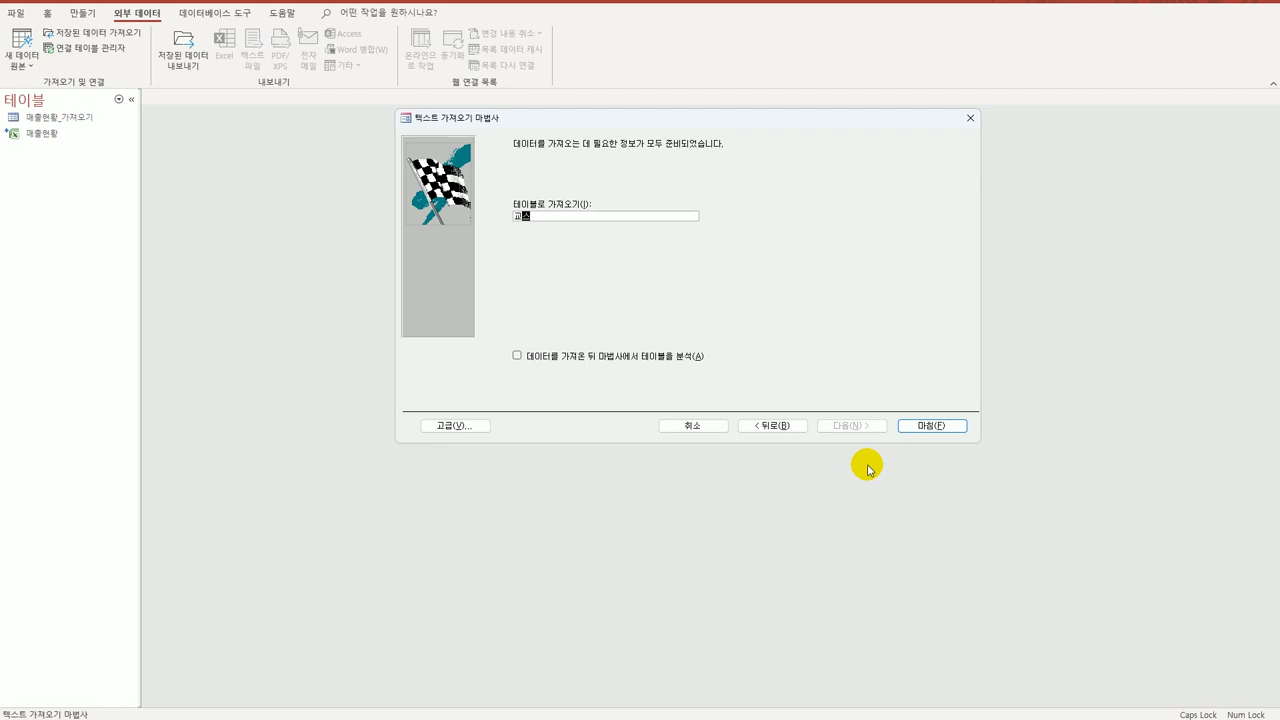 파일 홈 만들기 외부 데이터 데이터베이스 도구 도움말 어떤 작업을 원하시나요?
새 데이터 원본
저장된 데이터 가져오기
연결 테이블 관리자
가져오기 및 연결
저장된 데이터 내보내기
Excel
텍스트 파일
PDF/XPS
전자 메일
Access
Word 병합(W)
기타
내보내기
온라인으로 작업
동기화
변경 내용 취소
목록 데이터 캐시
목록 다시 연결
웹 연결 목록
테이블
매출현황_가져오기
매출현황
텍스트 가져오기 마법사
데이터를 가져오는 데 필요한 정보가 모두 준비되었습니다.
테이블로 가져오기(I):
데이터를 가져온 뒤 마법사에서 테이블을 분석(A)
고급(V)...
취소
< 뒤로(B)
다음(N) >
마침(F)
텍스트 가져오기 마법사
Caps Lock Num Lock